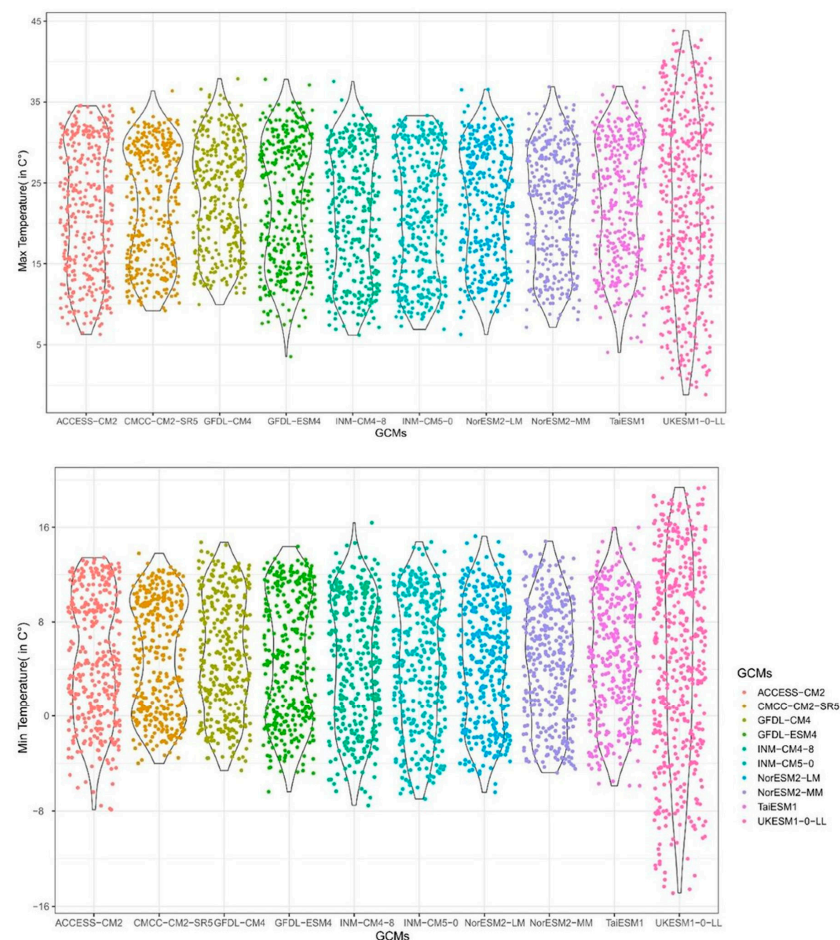 45
35
25
15
5
Max Temperature( in C°)
ACCESS-CM2 CMCC-CM2-SR5 GFDL-CM4 GFDL-ESM4 INM-CM4-8 INM-CM5-0 NorESM2-LM NorESM2-MM TaiESM1 UKESM1-0-LL
GCMs
16
8
0
-8
-16
Min Temperature( in C°)
ACCESS-CM2 CMCC-CM2-SR5 GFDL-CM4 GFDL-ESM4 INM-CM4-8 INM-CM5-0 NorESM2-LM NorESM2-MM TaiESM1 UKESM1-0-LL
GCMs
GCMs
ACCESS-CM2
CMCC-CM2-SR5
GFDL-CM4
GFDL-ESM4
INM-CM4-8
INM-CM5-0
NorESM2-LM
NorESM2-MM
TaiESM1
UKESM1-0-LL